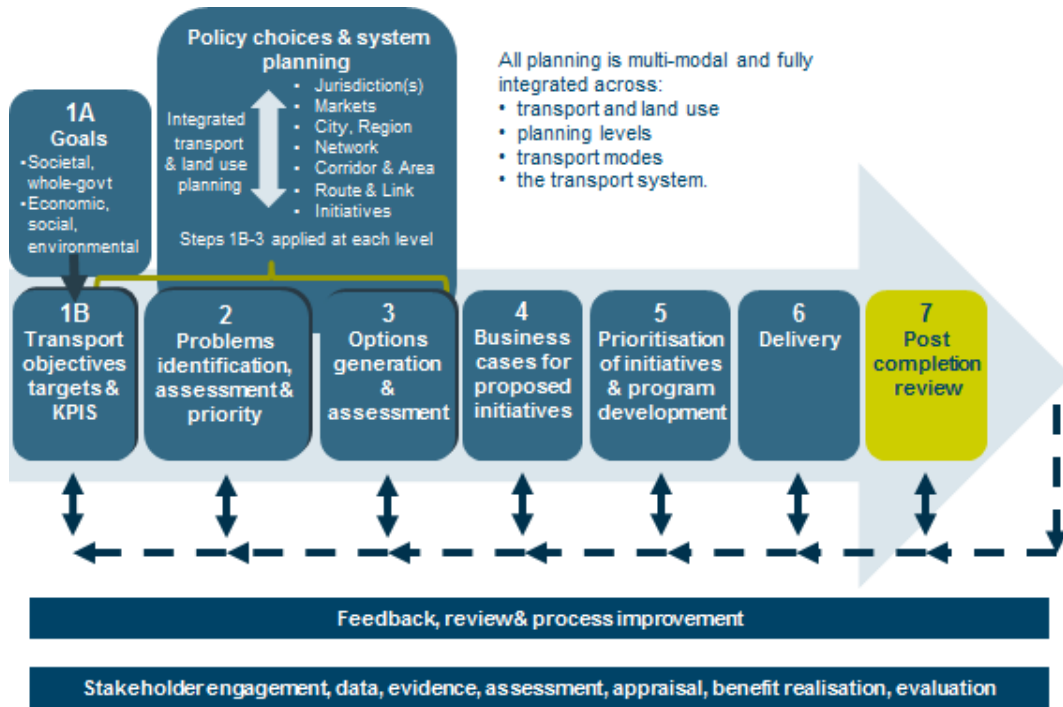 Policy choices & system
planning
Integrated
transport
& land use
planning
• Jurisdiction(s)
• Markets
• City, Region
• Network
• Corridor & Area
• Route & Link
• Initiatives
Steps 1B-3 applied at each level
All planning is multi-modal and fully
integrated across:
• transport and land use
• planning levels
• transport modes
• the transport system.
1A
Goals
•Societal,
whole-govt
•Economic,
social,
environmental
1B
Transport
objectives
targets &
KPIS
2
Problems
identification,
assessment &
priority
3
Options
generation
&
assessment
4
Business
cases for
proposed
initiatives
5
Prioritisation
of initiatives
& program
development
6
Delivery
7
Post
completion
review
Feedback, review & process improvement
Stakeholder engagement, data, evidence, assessment, appraisal, benefit realisation, evaluation